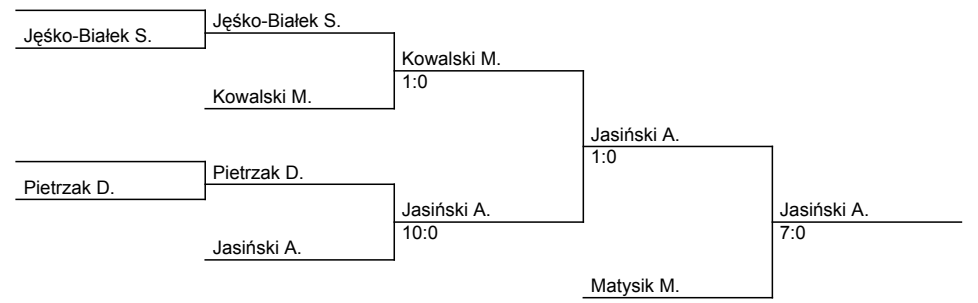 Jęśko-Białek S.
Jęśko-Białek S.
Kowalski M.
1:0
Kowalski M.
Jasiński A.
1:0
Pietrzak D.
Pietrzak D.
Jasiński A.
10:0
Jasiński A.
7:0
Jasiński A.
Matysik M.